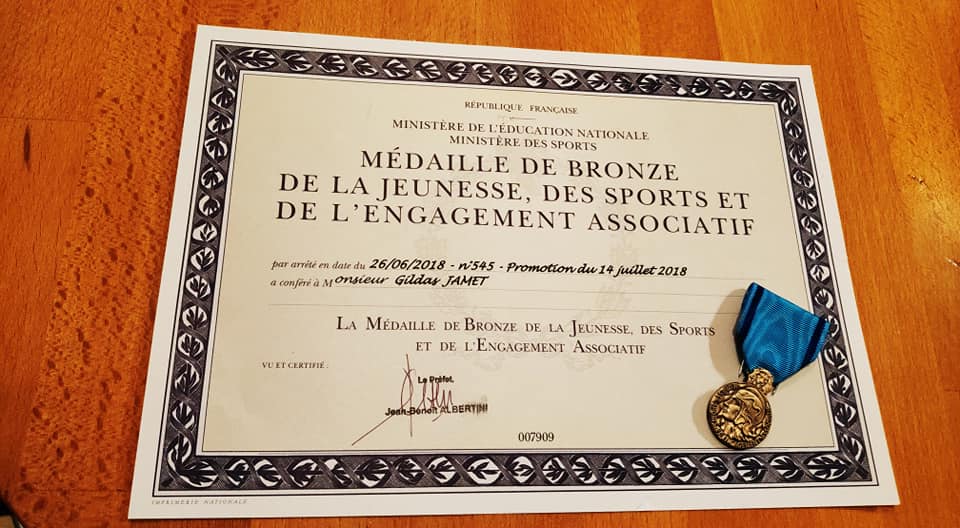 RÉPUBLIQUE FRANÇAISE
MINISTÈRE DE L'ÉDUCATION NATIONALE
MINISTÈRE DES SPORTS
MÉDAILLE DE BRONZE
DE LA JEUNESSE, DES SPORTS ET
DE L'ENGAGEMENT ASSOCIATIF
par arrêté en date du 26/06/2018 - n°545 - Promotion du 14 juillet 2018
a conféré à Monsieur Gildas JAMET
LA MÉDAILLE DE BRONZE DE LA JEUNESSE, DES SPORTS
ET DE L'ENGAGEMENT ASSOCIATIF
VU ET CERTIFIÉ :
Le Préfet,
Jean-Benoit ALBERTINI
007909
IMPRIMERIE NATIONALE